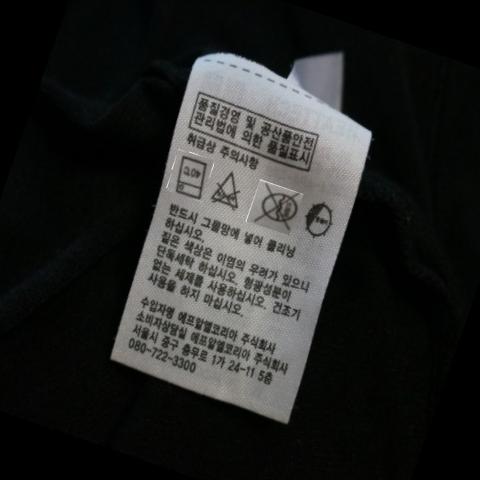 품질경영 및 공산품안전
관리법에 의한 품질표시
취급상 주의사항
반드시 그물망에 넣어 클리닝
하십시오.
짙은 색상은 이염의 우려가 있으니
단독세탁 하십시오. 형광성분이
없는 세제를 사용하십시오. 건조기
사용을 하지 마십시오.
수입자명 에프알엘코리아 주식회사
소비자상담실 에프알엘코리아 주식회사
서울시 중구 충무로 1가 24-11 5층
080-722-3300